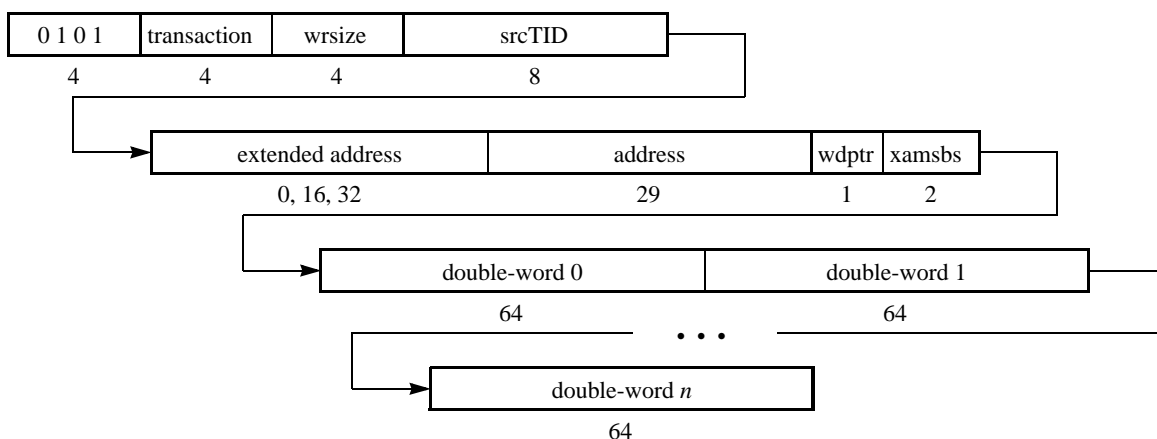 0 1 0 1 transaction wrsize srcTID
4 4 4 8
extended address address wdptr xamsbs
0, 16, 32 29 1 2
double-word 0 double-word 1
64 64
• • •
double-word n
64